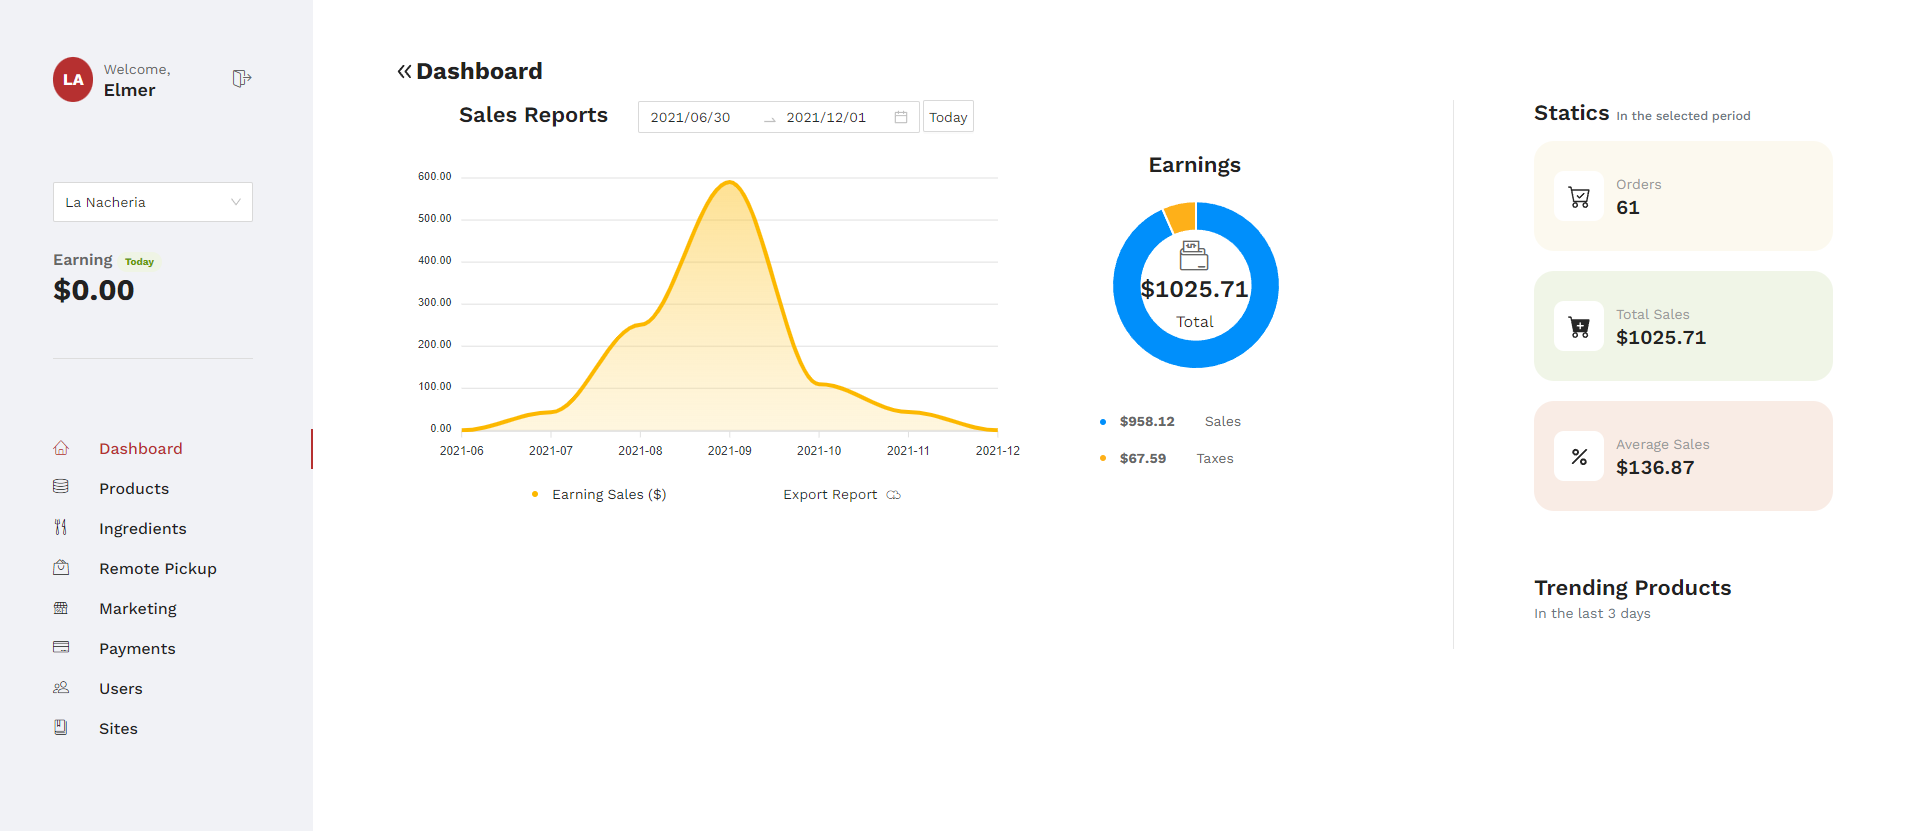 LA
Welcome,
Elmer
La Nacheria
Earning Today
$0.00
Dashboard
Products
Ingredients
Remote Pickup
Marketing
Payments
Users
Sites
Dashboard
Sales Reports
2021/06/30 2021/12/01
Today
600.00
500.00
400.00
300.00
200.00
100.00
0.00
2021-06 2021-07 2021-08 2021-09 2021-10 2021-11 2021-12
Earning Sales ($)
Export Report
Earnings
$1025.71
Total
$958.12 Sales
$67.59 Taxes
Statics In the selected period
Orders
61
Total Sales
$1025.71
Average Sales
$136.87
Trending Products
In the last 3 days